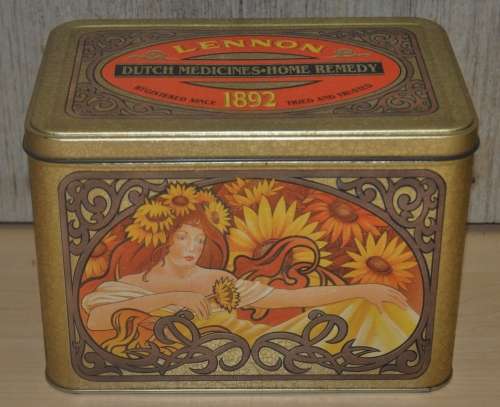 LENNON
DUTCH MEDICINES•HOME REMEDY
REGISTERED SINCE 1892 TRIED AND TRUSTED